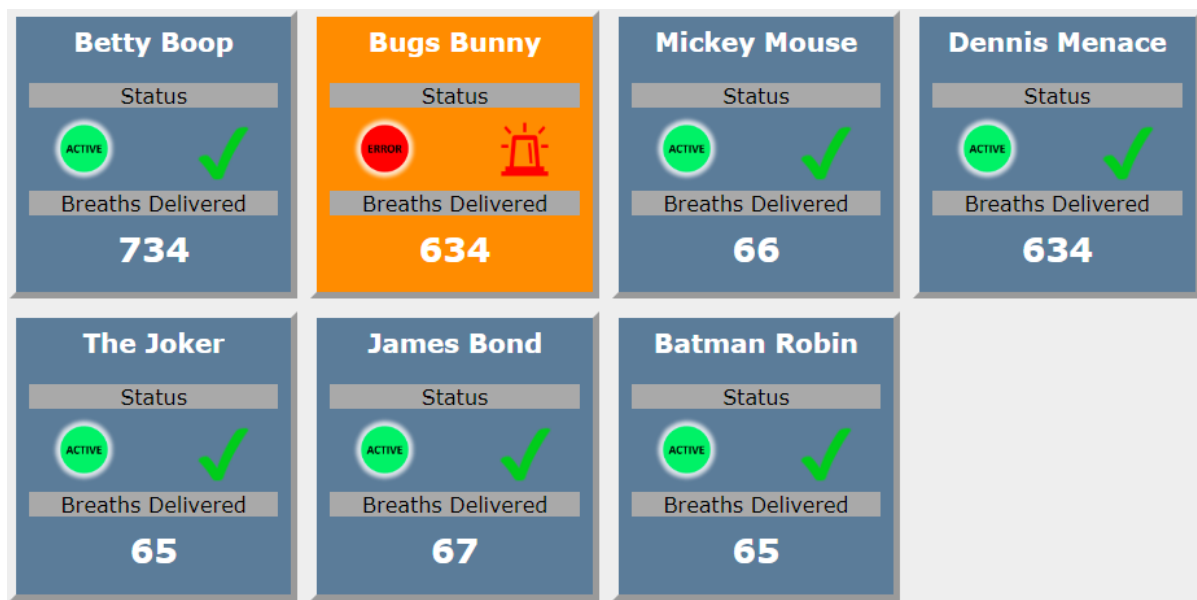 Betty Boop
Status
ACTIVE
Breaths Delivered
734
Bugs Bunny
Status
ERROR
Breaths Delivered
634
Mickey Mouse
Status
ACTIVE
Breaths Delivered
66
Dennis Menace
Status
ACTIVE
Breaths Delivered
634
The Joker
Status
ACTIVE
Breaths Delivered
65
James Bond
Status
ACTIVE
Breaths Delivered
67
Batman Robin
Status
ACTIVE
Breaths Delivered
65